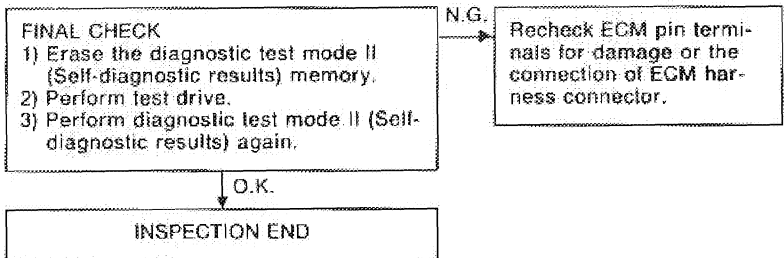 FINAL CHECK
1) Erase the diagnostic test mode II
(Self-diagnostic results) memory.
2) Perform test drive.
3) Perform diagnostic test mode II (Self-
diagnostic results) again.
N.G.
Recheck ECM pin termi-
nals for damage or the
connection of ECM har-
ness connector.
O.K.
INSPECTION END